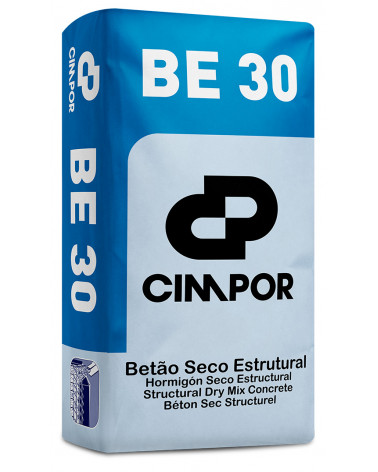 BE 30
CIMPOR
Betão Seco Estrutural
Hormigón Seco Estructural
Structural Dry Mix Concrete
Béton Sec Structurel
CIMPOR
BE 30